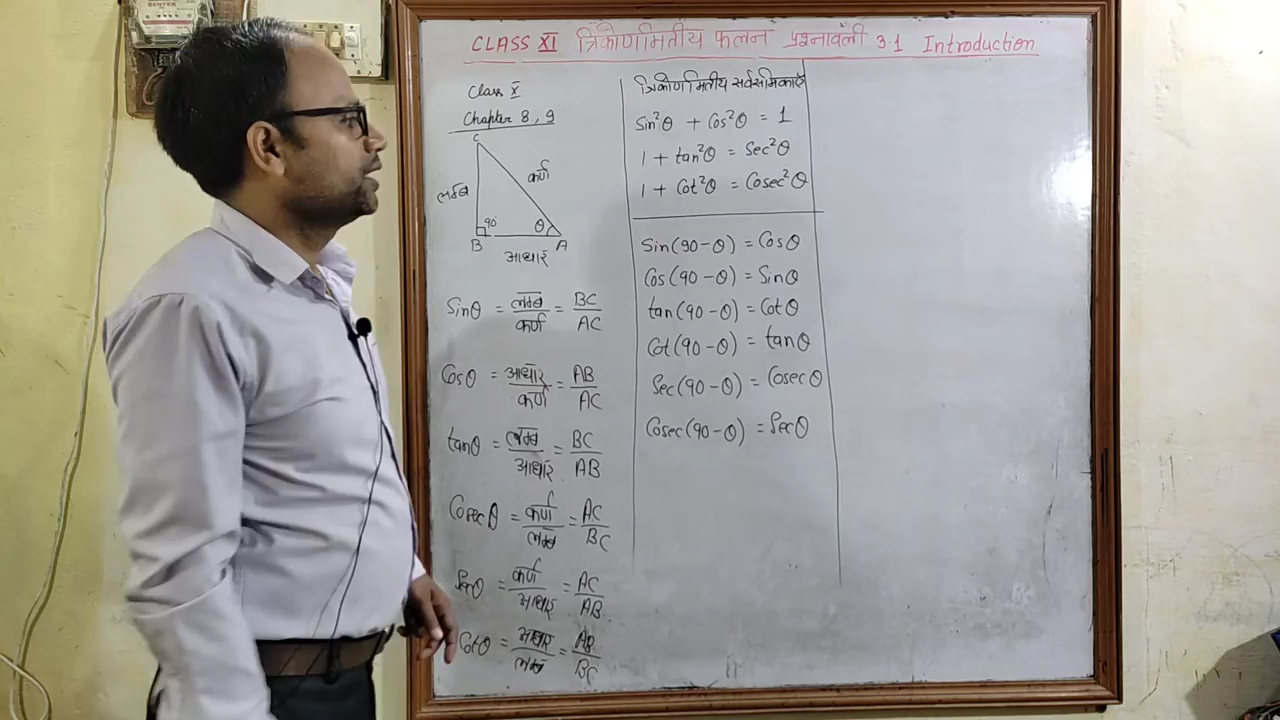 CLASS XI त्रिकोणमितीय फलन प्रश्नावली 3.1 Introduction
Class X
Chapter 8, 9
C
लम्ब
कर्ण
90°
θ
B
A
आधार
Sinθ = लम्ब/कर्ण = BC/AC
Cosθ = आधार/कर्ण = AB/AC
tanθ = लम्ब/आधार = BC/AB
Cosecθ = कर्ण/लम्ब = AC/BC
Secθ = कर्ण/आधार = AC/AB
Cotθ = आधार/लम्ब = AB/BC
त्रिकोणमितीय सर्वसमिकाएँ
Sin²θ + Cos²θ = 1
1 + tan²θ = Sec²θ
1 + Cot²θ = Cosec²θ
Sin(90-θ) = Cosθ
Cos(90-θ) = Sinθ
tan(90-θ) = Cotθ
Cot(90-θ) = tanθ
Sec(90-θ) = Cosecθ
Cosec(90-θ) = Secθ